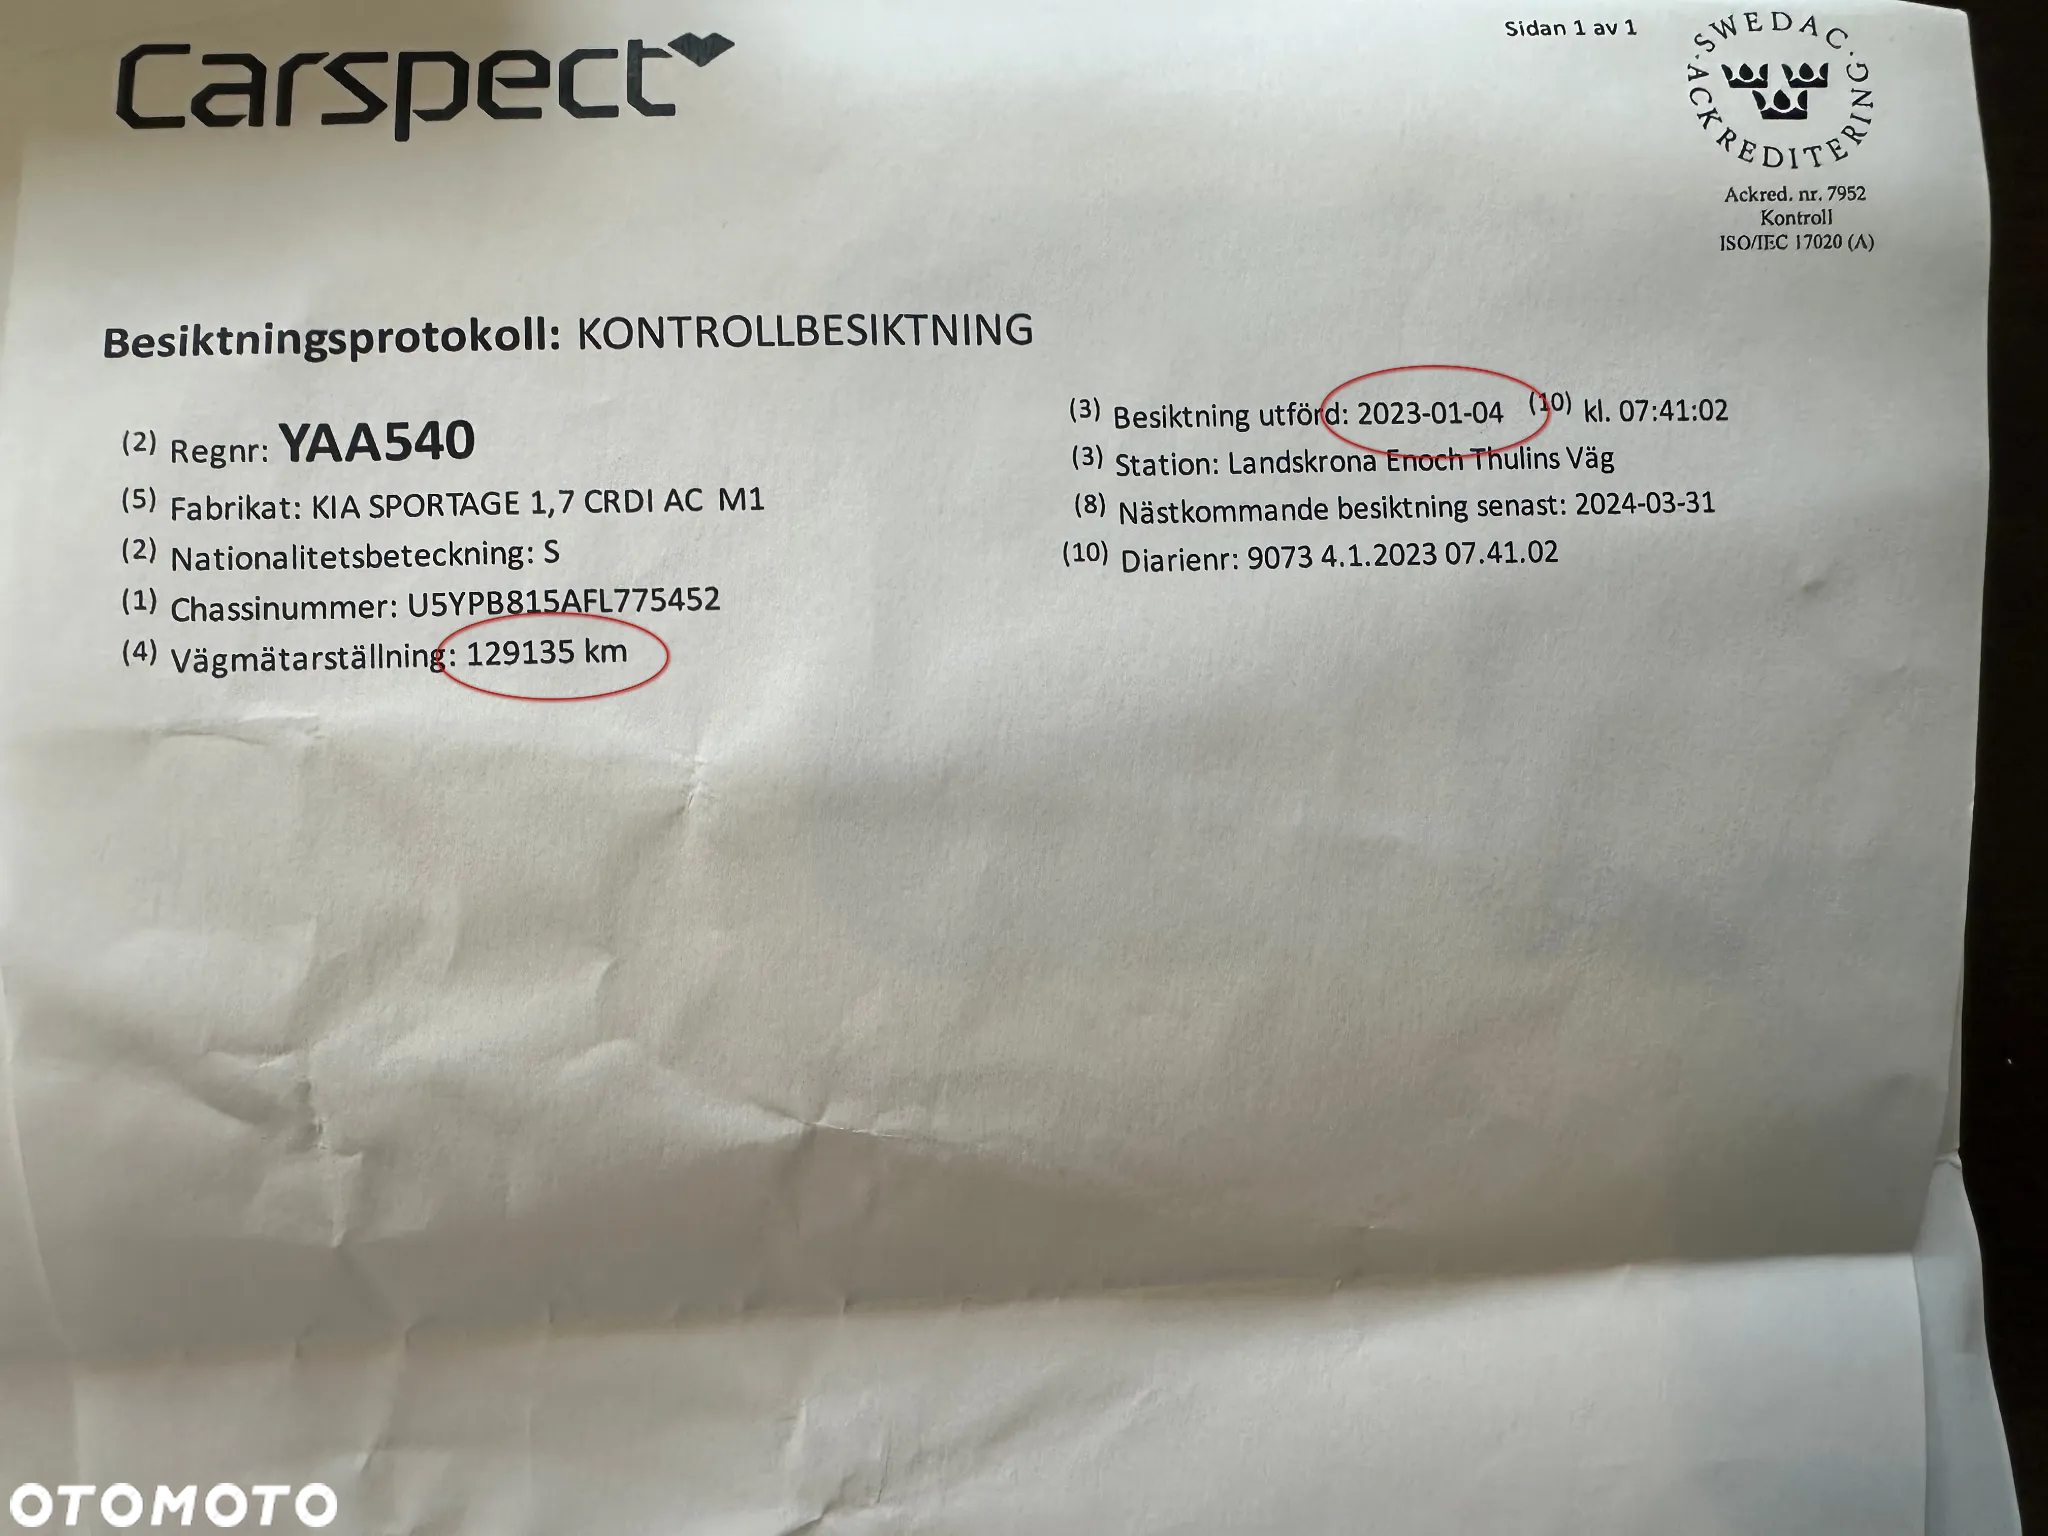 Carspect
Sidan 1 av 1
SWEDAC · ACKREDITERING ·
Ackred. nr. 7952
Kontroll
ISO/IEC 17020 (A)
Besiktningsprotokoll: KONTROLLBESIKTNING
(2) Regnr: YAA540
(5) Fabrikat: KIA SPORTAGE 1,7 CRDI AC M1
(2) Nationalitetsbeteckning: S
(1) Chassinummer: U5YPB815AFL775452
(4) Vägmätarställning: 129135 km
(3) Besiktning utförd: 2023-01-04 (10) kl. 07:41:02
(3) Station: Landskrona Enoch Thulins Väg
(8) Nästkommande besiktning senast: 2024-03-31
(10) Diarienr: 9073 4.1.2023 07.41.02
OTOMOTO